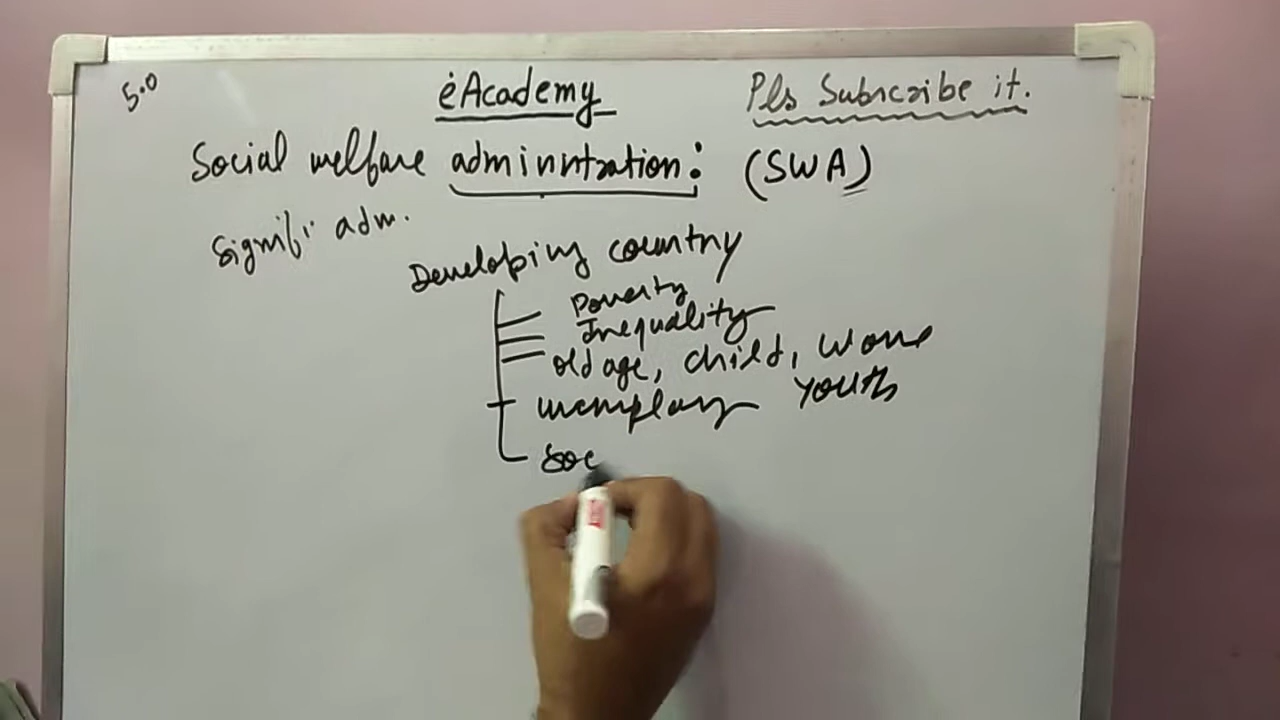 5.0
eAcademy
Pls Subscribe it.
Social welfare administration: (SWA)
Signifi. adm.
Developing country
Poverty
Inequality
old age, child, wome
unemploy youth
soc